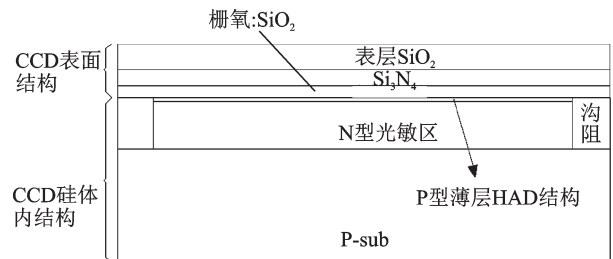 栅氧:SiO₂
CCD表面
结构
表层SiO₂
Si₃N₄
N型光敏区
沟
阻
CCD硅体
内结构
P型薄层HAD结构
P-sub